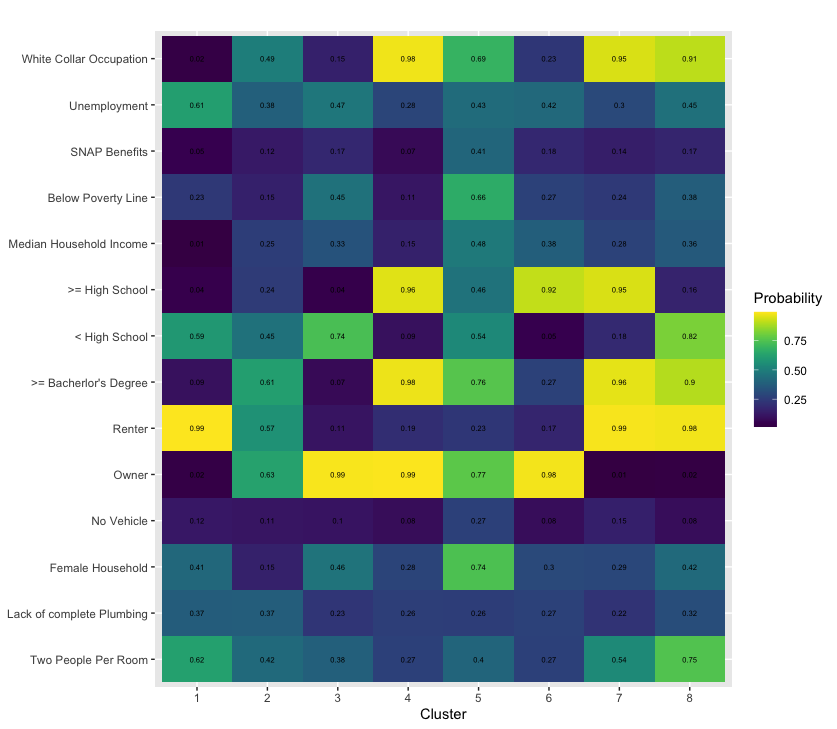 White Collar Occupation 0.49 0.15 0.98 0.69 0.23 0.95 0.91
Unemployment 0.61 0.38 0.47 0.28 0.43 0.42 0.3 0.45
SNAP Benefits 0.12 0.17 0.07 0.41 0.18 0.14 0.17
Below Poverty Line 0.23 0.15 0.45 0.11 0.66 0.27 0.24 0.38
Median Household Income 0.25 0.33 0.15 0.48 0.38 0.28 0.36
>= High School 0.04 0.24 0.04 0.96 0.46 0.92 0.95 0.16
< High School 0.59 0.45 0.74 0.09 0.54 0.18 0.82
>= Bacherlor's Degree 0.09 0.61 0.07 0.98 0.76 0.27 0.96 0.9
Renter 0.99 0.57 0.11 0.19 0.23 0.17 0.99 0.98
Owner 0.63 0.99 0.99 0.77 0.98
No Vehicle 0.12 0.11 0.1 0.08 0.27 0.08 0.15 0.08
Female Household 0.41 0.15 0.46 0.28 0.74 0.3 0.29 0.42
Lack of complete Plumbing 0.37 0.37 0.23 0.26 0.26 0.27 0.22 0.32
Two People Per Room 0.62 0.42 0.38 0.27 0.4 0.27 0.54 0.75
1 2 3 4 5 6 7 8
Cluster
Probability
0.75
0.50
0.25